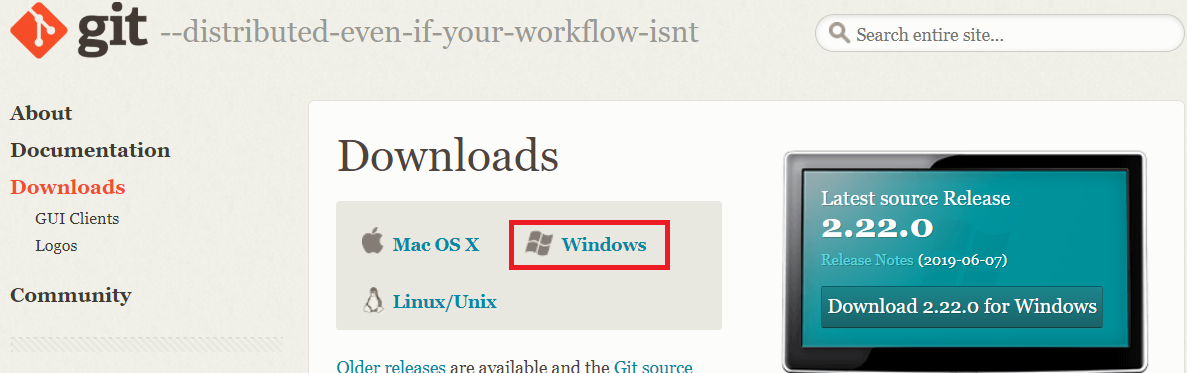 git --distributed-even-if-your-workflow-isnt
Search entire site...
About
Documentation
Downloads
GUI Clients
Logos
Community
Downloads
Mac OS X
Windows
Linux/Unix
Older releases are available and the Git source
Latest source Release
2.22.0
Release Notes (2019-06-07)
Download 2.22.0 for Windows